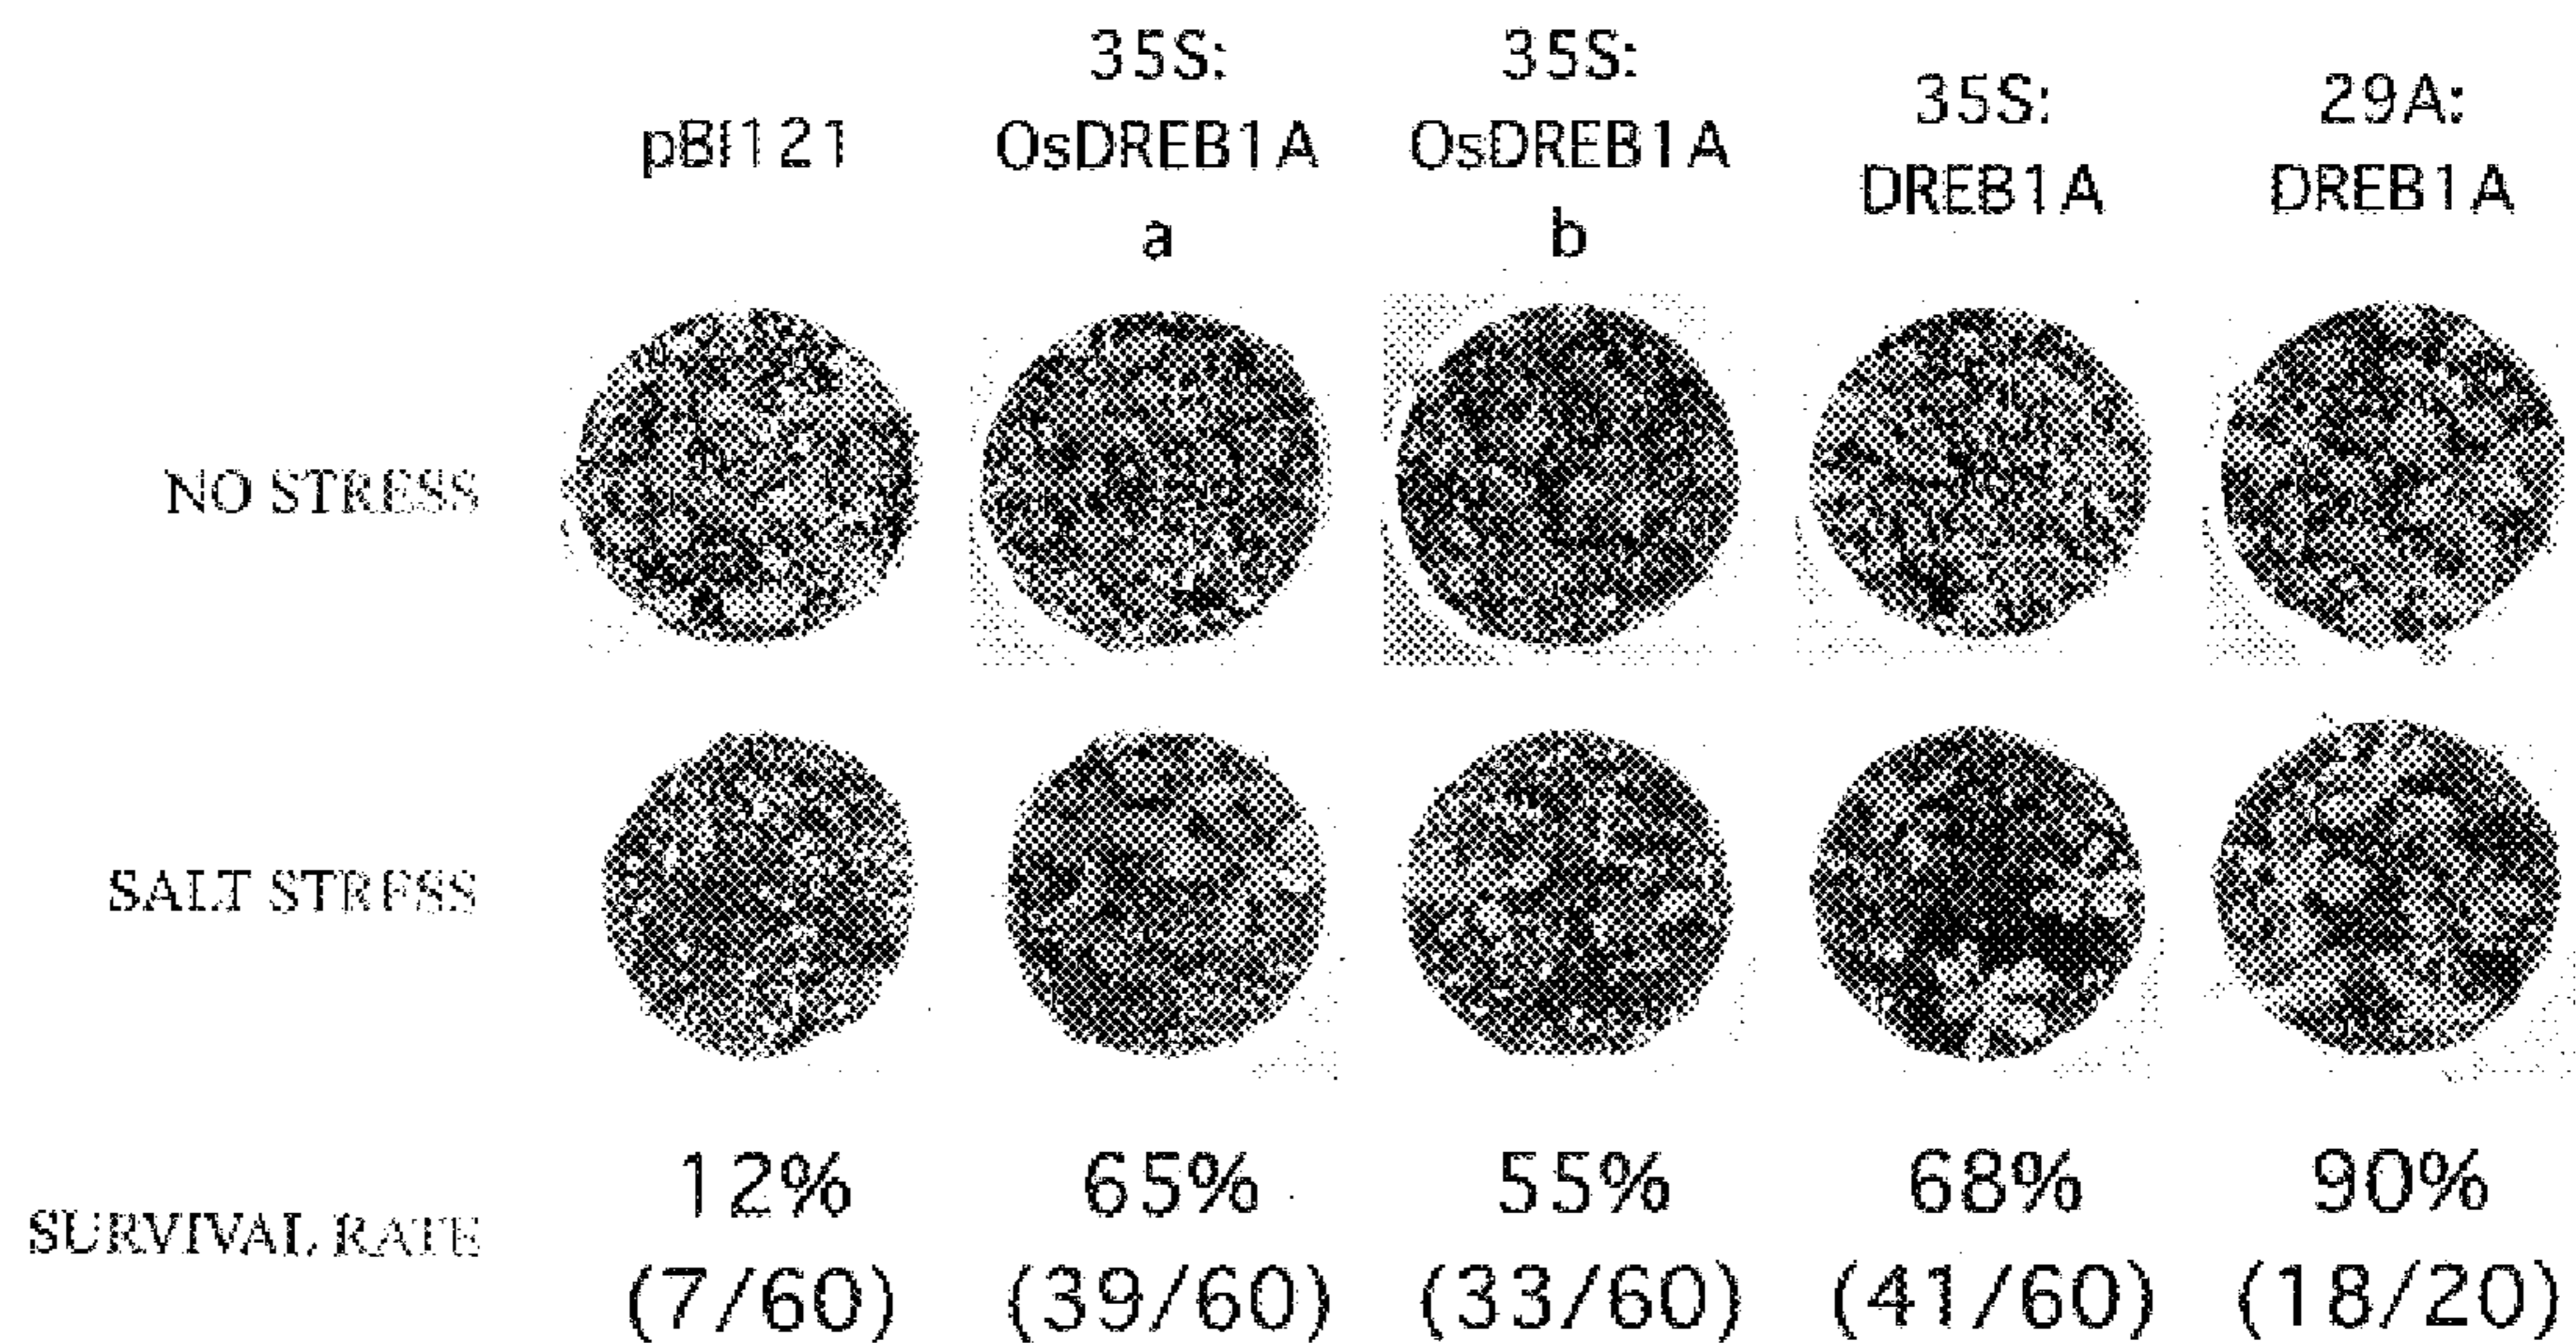 pBI121
35S:
OsDREB1A
a
35S:
OsDREB1A
b
35S:
DREB1A
29A:
DREB1A
NO STRESS
SALT STRESS
SURVIVAL RATE
12%
65%
55%
68%
90%
(7/60)
(39/60)
(33/60)
(41/60)
(18/20)